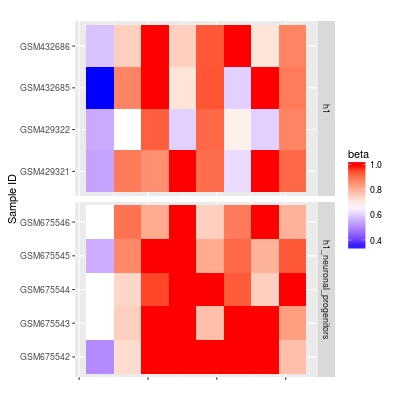 GSM432686
GSM432685
GSM429322
GSM429321
h1
GSM675546
GSM675545
GSM675544
GSM675543
GSM675542
h1_neuronal_progenitors
Sample ID
beta
1.0
0.8
0.6
0.4